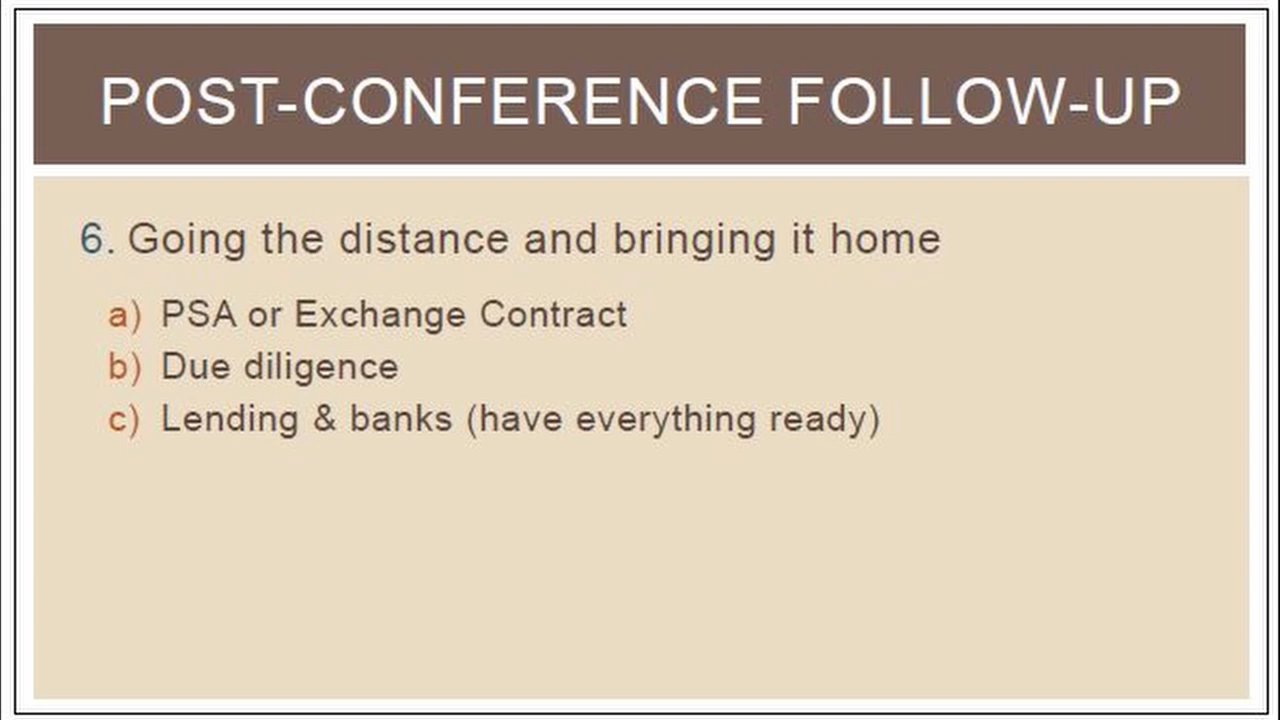 POST-CONFERENCE FOLLOW-UP
6. Going the distance and bringing it home
a) PSA or Exchange Contract
b) Due diligence
c) Lending & banks (have everything ready)